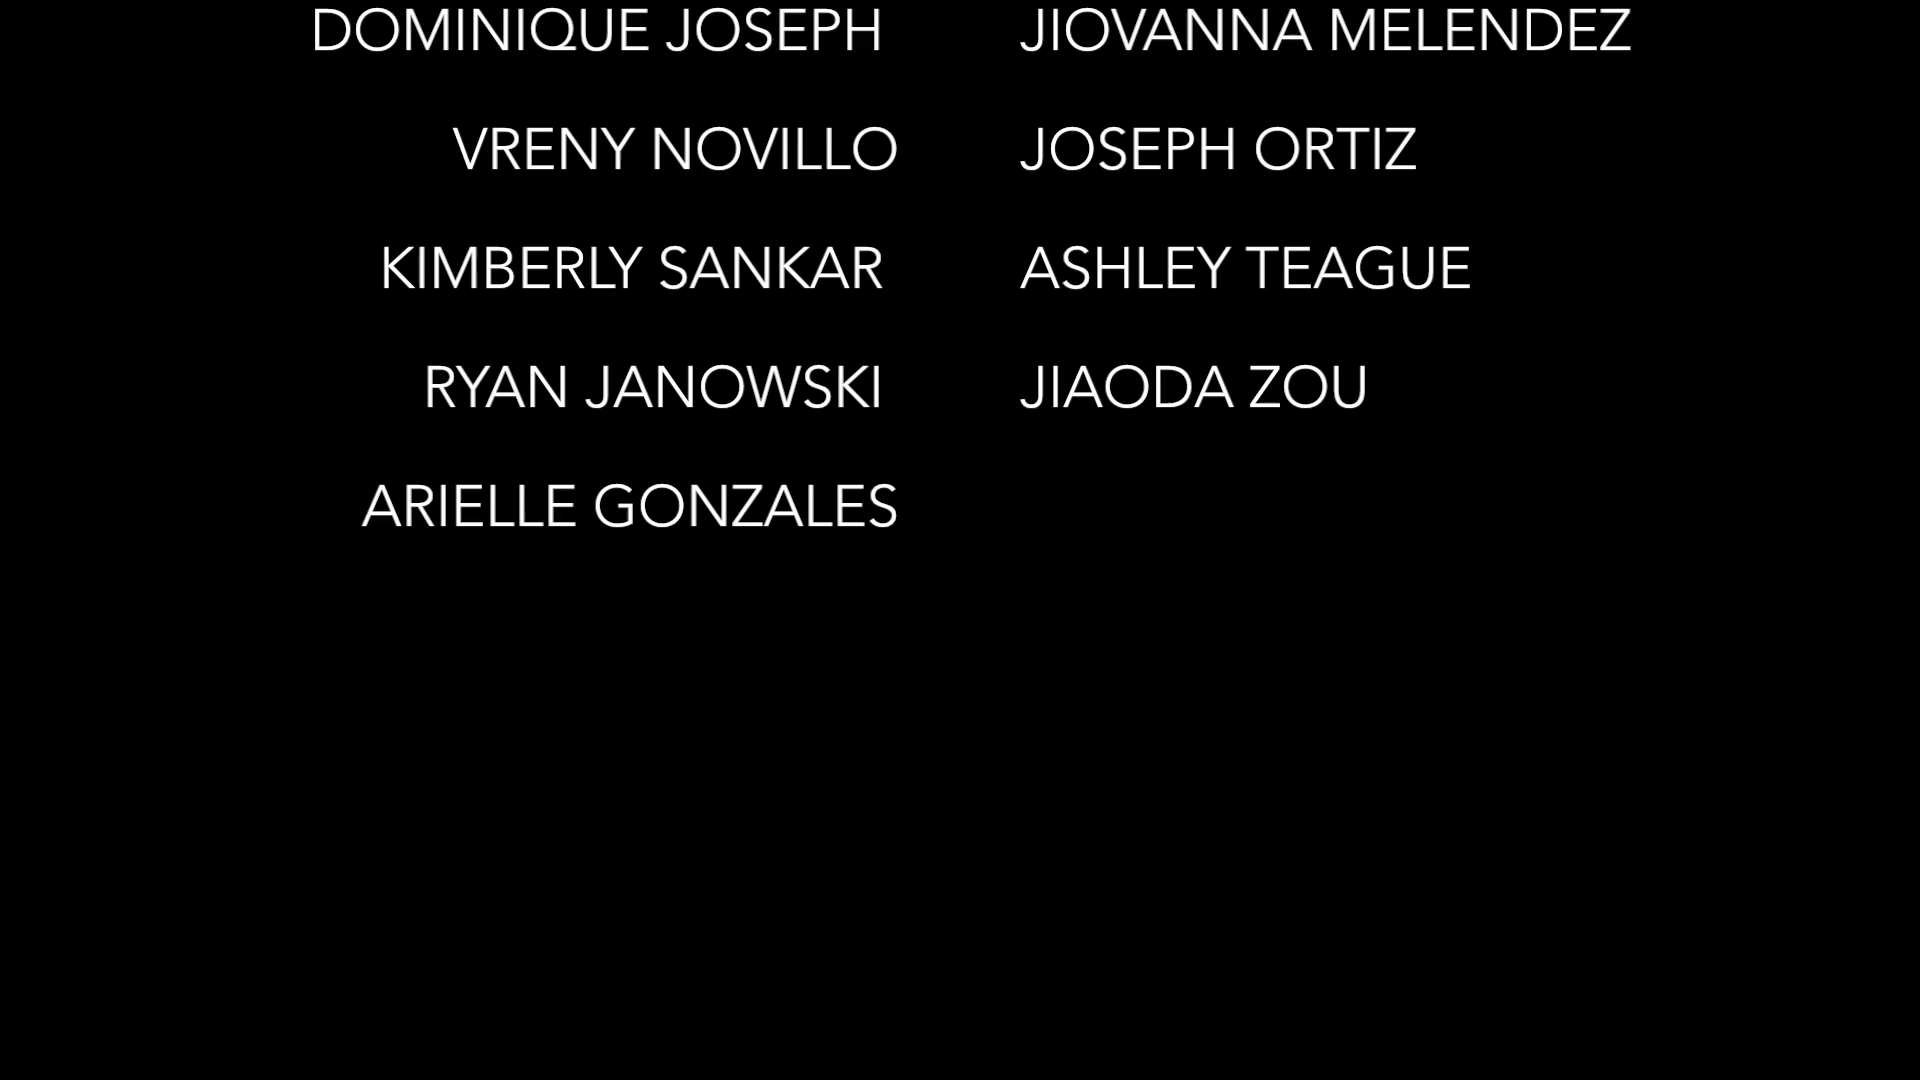 DOMINIQUE JOSEPH JIOVANNA MELENDEZ
VRENY NOVILLO JOSEPH ORTIZ
KIMBERLY SANKAR ASHLEY TEAGUE
RYAN JANOWSKI JIAODA ZOU
ARIELLE GONZALES